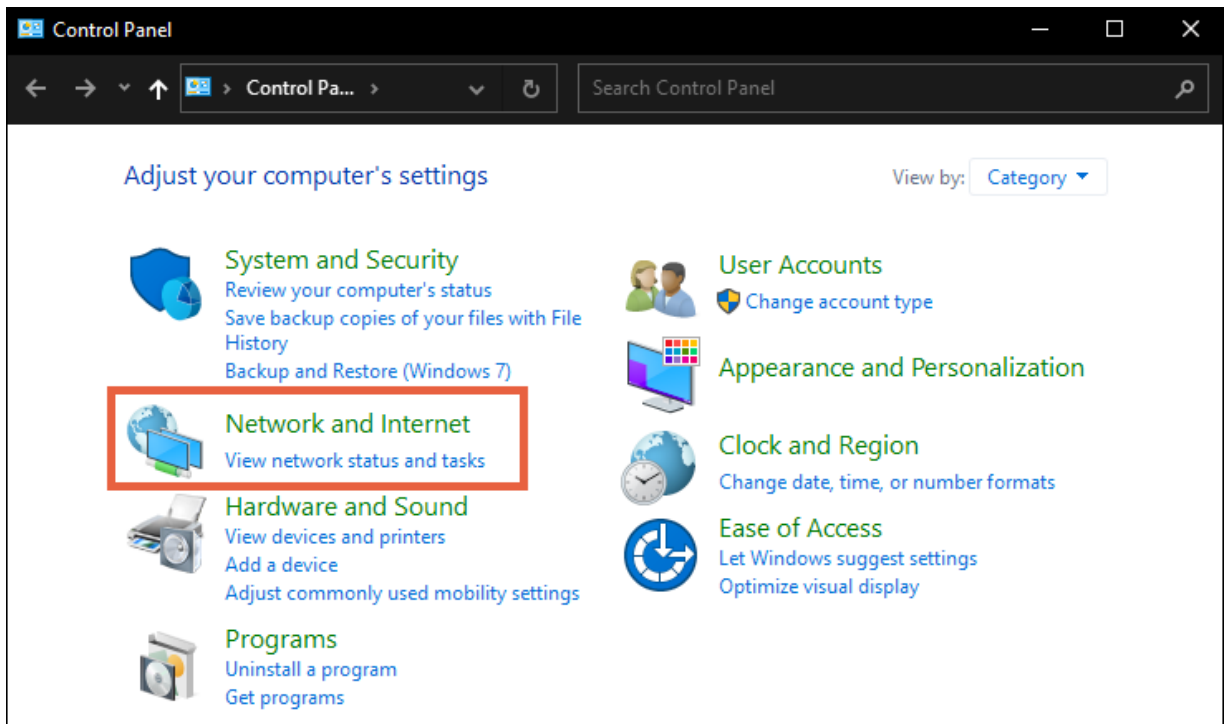 Control Panel
Control Pa...
Search Control Panel
Adjust your computer's settings
View by: Category
System and Security
Review your computer's status
Save backup copies of your files with File
History
Backup and Restore (Windows 7)
Network and Internet
View network status and tasks
Hardware and Sound
View devices and printers
Add a device
Adjust commonly used mobility settings
Programs
Uninstall a program
Get programs
User Accounts
Change account type
Appearance and Personalization
Clock and Region
Change date, time, or number formats
Ease of Access
Let Windows suggest settings
Optimize visual display